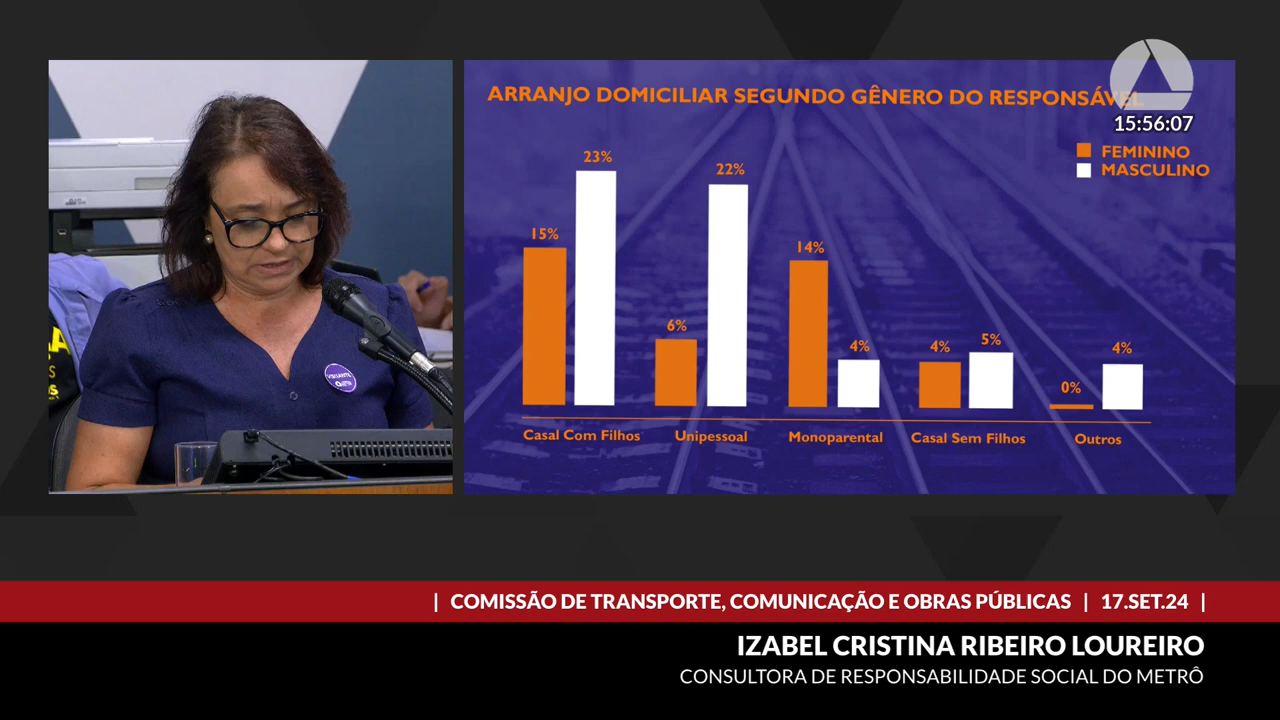 ARRANJO DOMICILIAR SEGUNDO GÊNERO DO RESPONSÁVEL
15:56:07
FEMININO
MASCULINO
23%
22%
15%
14%
6%
4%
4%
5%
4%
0%
Casal Com Filhos
Unipessoal
Monoparental
Casal Sem Filhos
Outros
| COMISSÃO DE TRANSPORTE, COMUNICAÇÃO E OBRAS PÚBLICAS | 17.SET.24 |
IZABEL CRISTINA RIBEIRO LOUREIRO
CONSULTORA DE RESPONSABILIDADE SOCIAL DO METRÔ